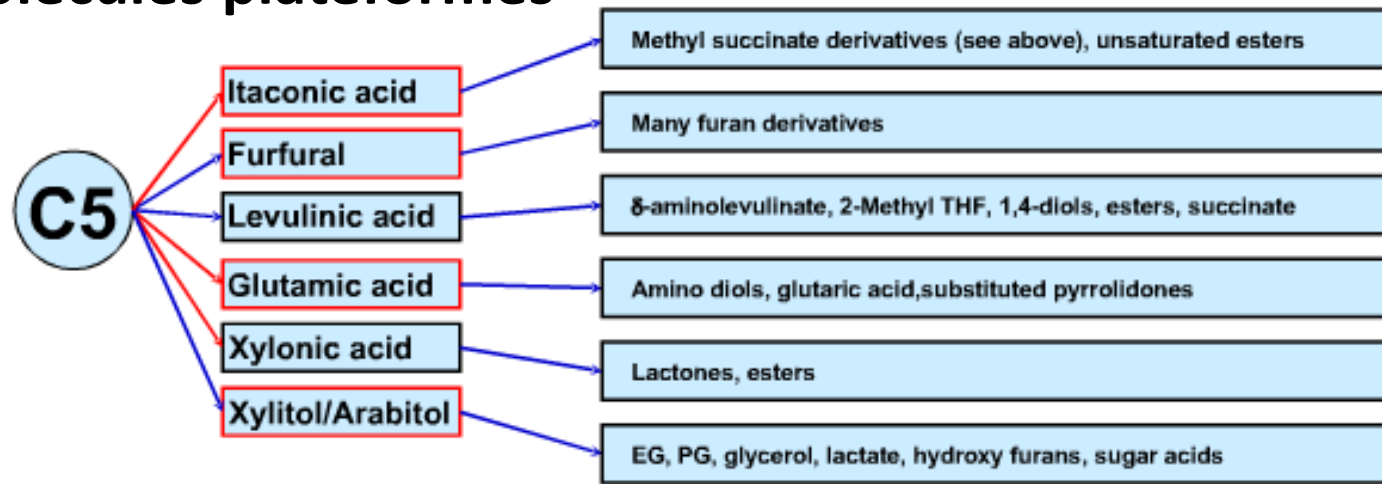 plateformes
C5
Itaconic acid
Furfural
Levulinic acid
Glutamic acid
Xylonic acid
Xylitol/Arabitol
Methyl succinate derivatives (see above), unsaturated esters
Many furan derivatives
δ-aminolevulinate, 2-Methyl THF, 1,4-diols, esters, succinate
Amino diols, glutaric acid,substituted pyrrolidones
Lactones, esters
EG, PG, glycerol, lactate, hydroxy furans, sugar acids